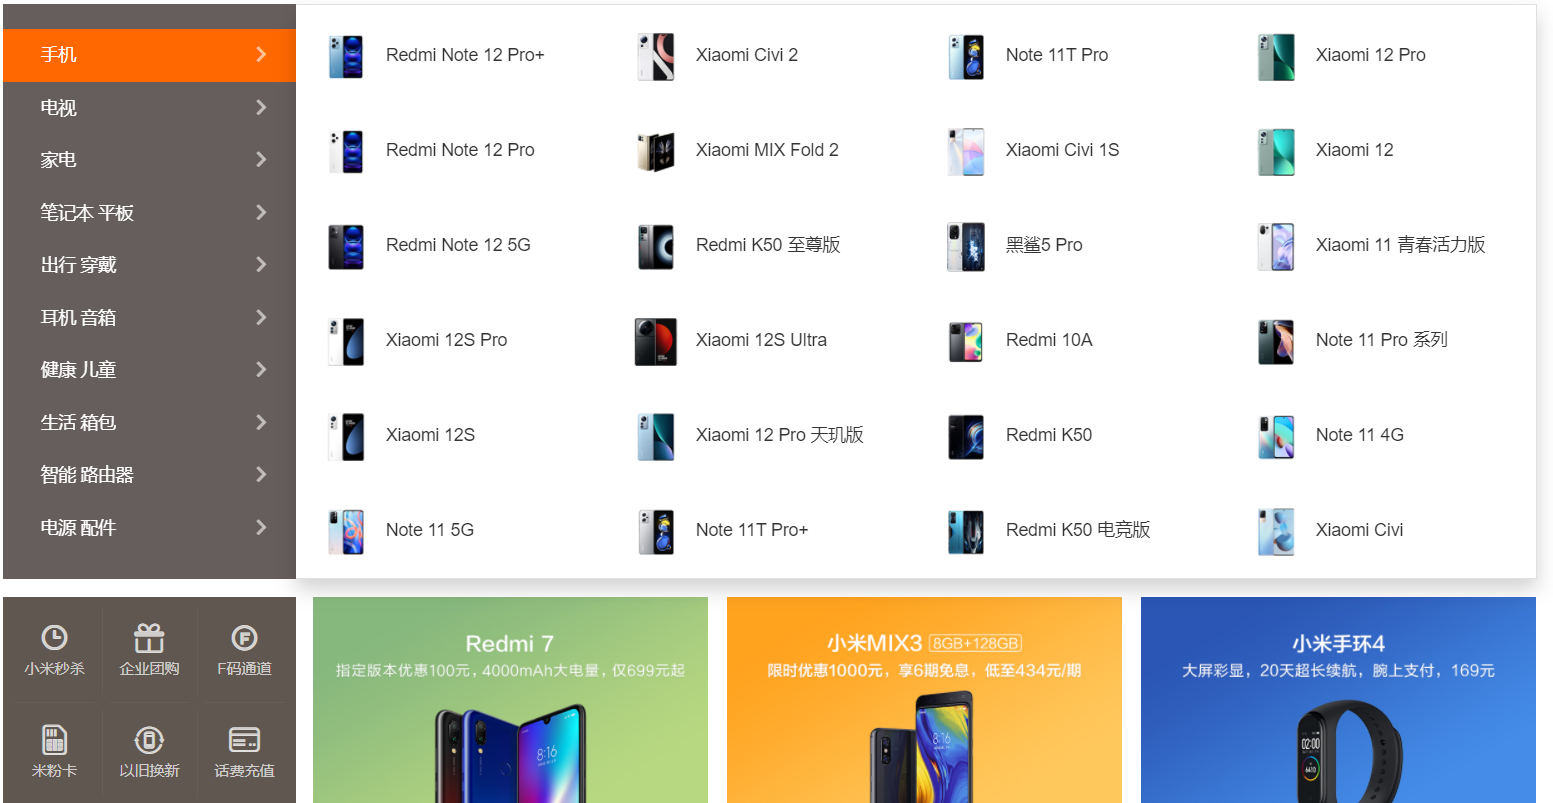 手机
电视
家电
笔记本 平板
出行 穿戴
耳机 音箱
健康 儿童
生活 箱包
智能 路由器
电源 配件
Redmi Note 12 Pro+
Xiaomi Civi 2
Note 11T Pro
Xiaomi 12 Pro
Redmi Note 12 Pro
Xiaomi MIX Fold 2
Xiaomi Civi 1S
Xiaomi 12
Redmi Note 12 5G
Redmi K50 至尊版
黑鲨5 Pro
Xiaomi 11 青春活力版
Xiaomi 12S Pro
Xiaomi 12S Ultra
Redmi 10A
Note 11 Pro 系列
Xiaomi 12S
Xiaomi 12 Pro 天玑版
Redmi K50
Note 11 4G
Note 11 5G
Note 11T Pro+
Redmi K50 电竞版
Xiaomi Civi
小米秒杀
企业团购
F
F码通道
米粉卡
以旧换新
话费充值
Redmi 7
指定版本优惠100元，4000mAh大电量，仅699元起
8:16
小米MIX3 8GB+128GB
限时优惠1000元，享6期免息，低至434元/期
8:16
小米手环4
大屏彩显，20天超长续航，腕上支付，169元
02:00